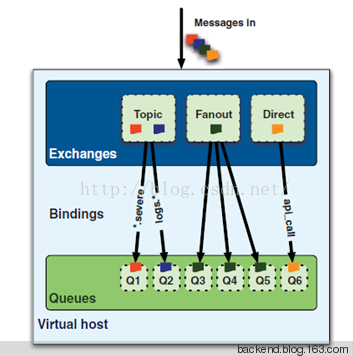 Messages in
Topic
Fanout
Direct
Exchanges
http://blog.csdn.net/
Bindings
*.severe
logs.*
api_call
Q1
Q2
Q3
Q4
Q5
Q6
Queues
Virtual host
backend.blog.163.com